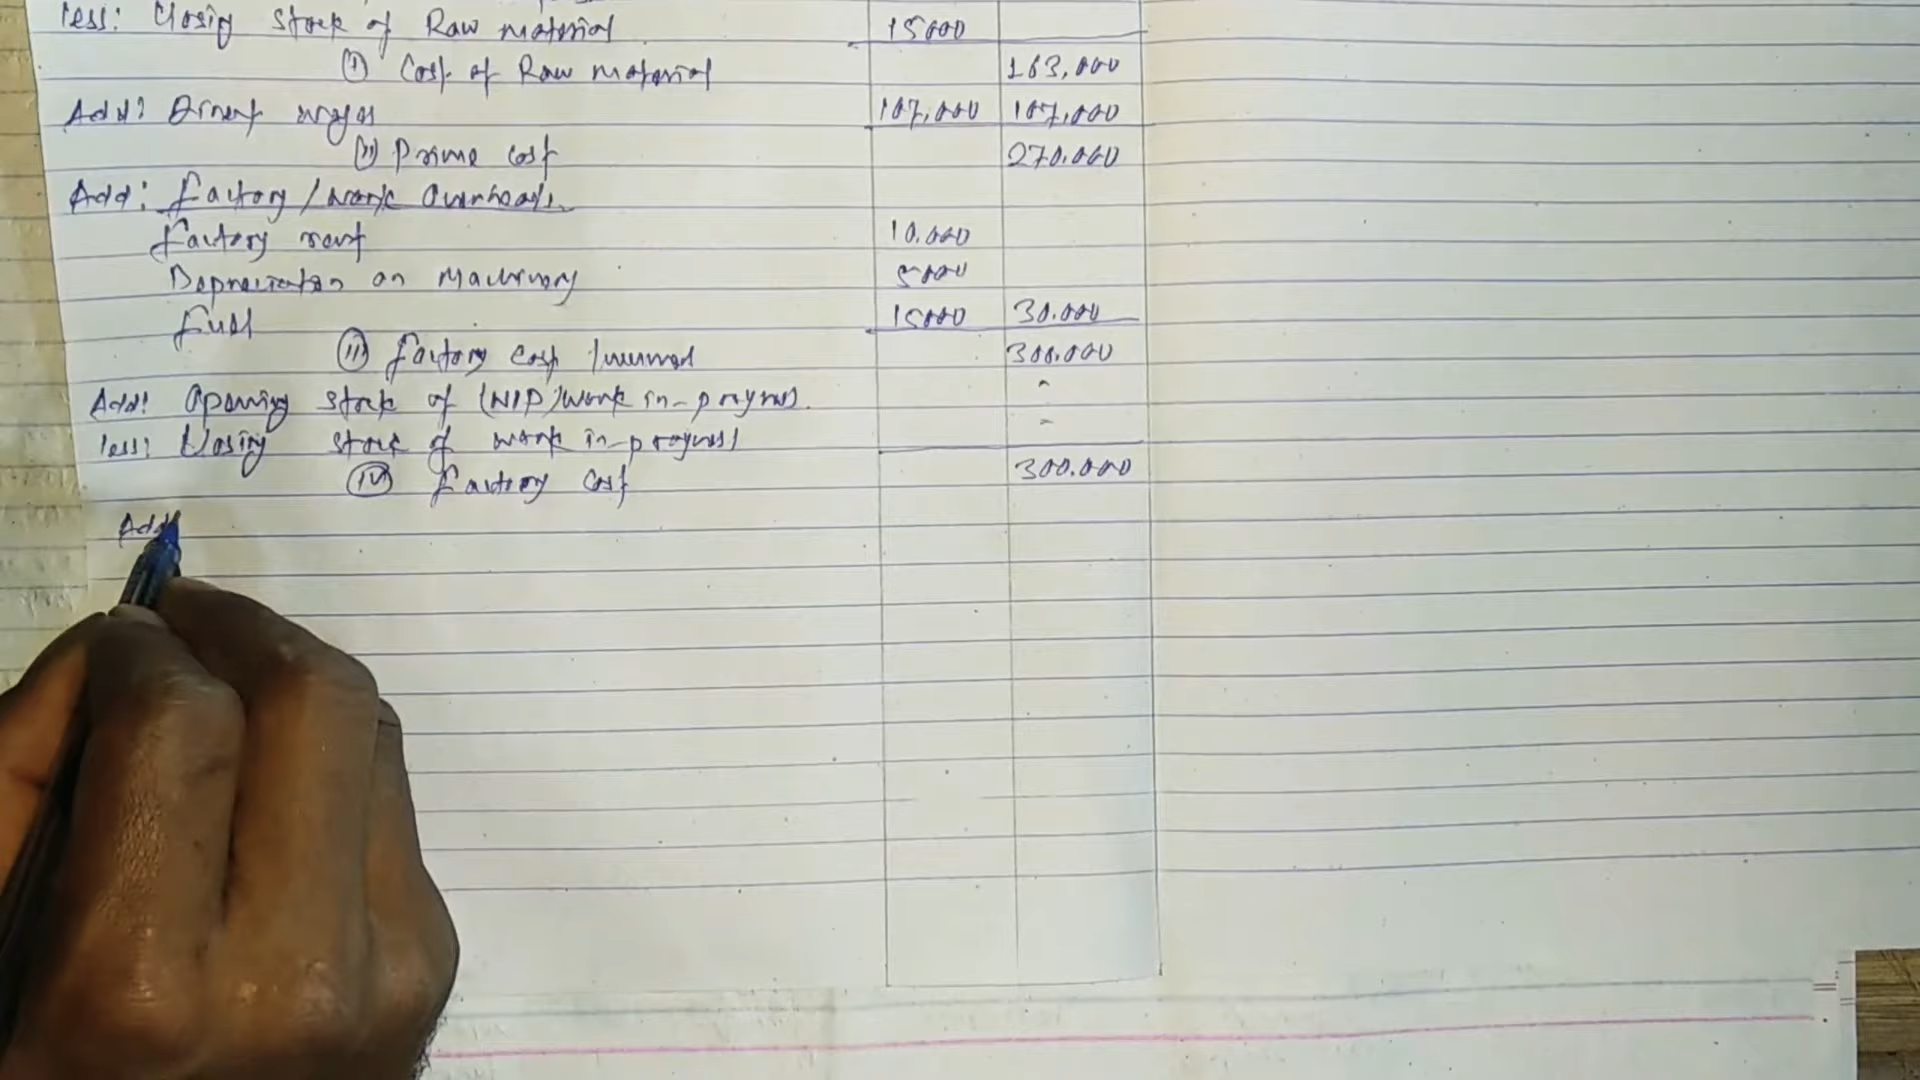 less: Closig stock of Raw material 15000
(i) Cost of Raw material 163,000
Add: Direct wages 107,000 107,000
(ii) Prime cost 270.000
Add: Factory / work Overheads
Factory rent 10.000
Depreciation on Machinery 5000
Fuel 15000 30.000
(iii) Factory cost 300.000
Add: Opening stock of (WIP) work in-progress. -
less: Closing stock of work in-progress -
(iv) Factory Cost 300.000
Add